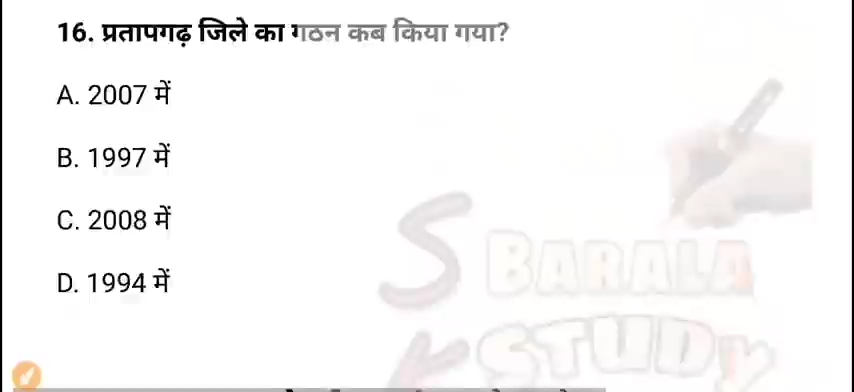 16. प्रतापगढ़ जिले का गठन कब किया गया?
A. 2007 में
B. 1997 में
C. 2008 में
D. 1994 में
S BARALA
K STUDY